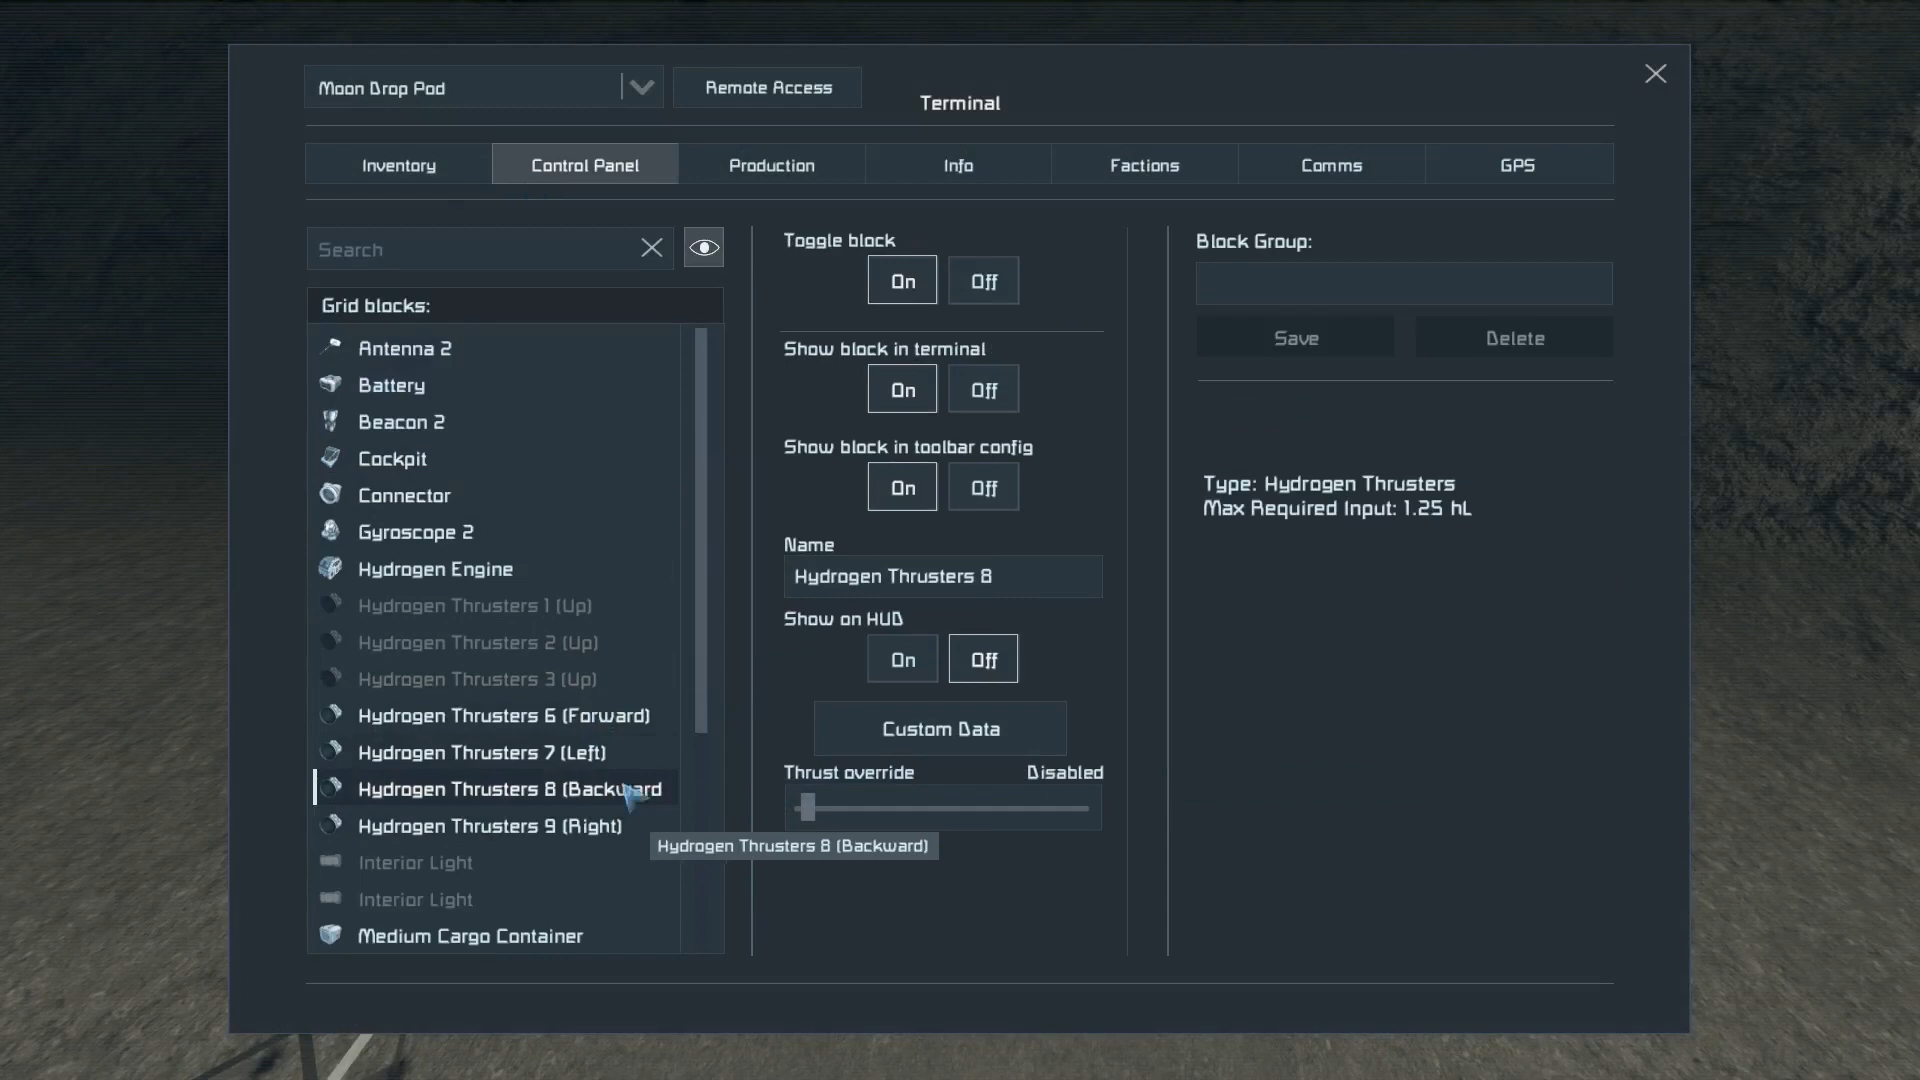 Moon Drop Pod
Remote Access
Terminal
Inventory
Control Panel
Production
Info
Factions
Comms
GPS
Search
Grid blocks:
Antenna 2
Battery
Beacon 2
Cockpit
Connector
Gyroscope 2
Hydrogen Engine
Hydrogen Thrusters 1 (Up)
Hydrogen Thrusters 2 (Up)
Hydrogen Thrusters 3 (Up)
Hydrogen Thrusters 6 (Forward)
Hydrogen Thrusters 7 (Left)
Hydrogen Thrusters 8 (Backward
Hydrogen Thrusters 9 (Right)
Interior Light
Interior Light
Medium Cargo Container
Toggle block
On Off
Show block in terminal
On Off
Show block in toolbar config
On Off
Name
Hydrogen Thrusters 8
Show on HUD
On Off
Custom Data
Thrust override Disabled
Hydrogen Thrusters 8 (Backward)
Block Group:
Save Delete
Type: Hydrogen Thrusters
Max Required Input: 1.25 hL